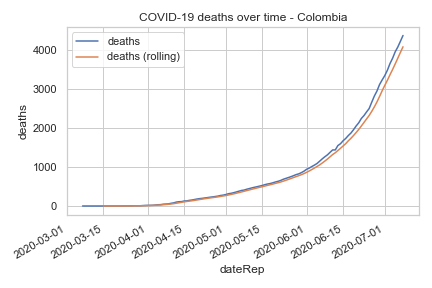 COVID-19 deaths over time - Colombia
deaths
deaths (rolling)
deaths
4000
3000
2000
1000
0
2020-03-01
2020-03-15
2020-04-01
2020-04-15
2020-05-01
2020-05-15
2020-06-01
2020-06-15
2020-07-01
dateRep